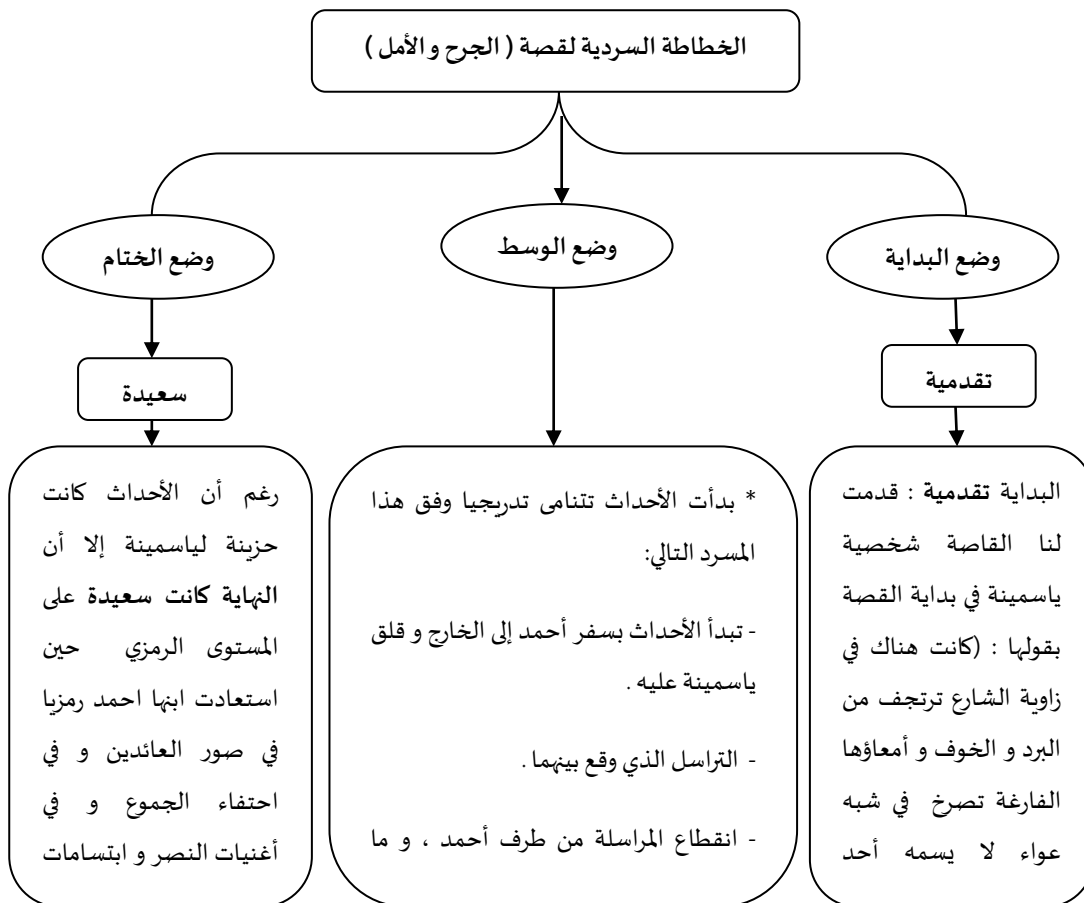 الخطاطة السردية لقصة ( الجرح و الأمل )
وضع البداية
وضع الوسط
وضع الختام
تقدمية
سعيدة
البداية تقدمية : قدمت
لنا القاصة شخصية
ياسمينة في بداية القصة
بقولها : (كانت هناك في
زاوية الشارع ترتجف من
البرد و الخوف و أمعاؤها
الفارغة تصرخ في شبه
عواء لا يسمه أحد
* بدأت الأحداث تتنامى تدريجيا وفق هذا
المسرد التالي:
- تبدأ الأحداث بسفر أحمد إلى الخارج و قلق
ياسمينة عليه .
- التراسل الذي وقع بينهما .
- انقطاع المراسلة من طرف أحمد ، و ما
رغم أن الأحداث كانت
حزينة لياسمينة إلا أن
النهاية كانت سعيدة على
المستوى الرمزي حين
استعادت ابنها احمد رمزيا
في صور العائدين و في
احتفاء الجموع و في
أغنيات النصر و ابتسامات